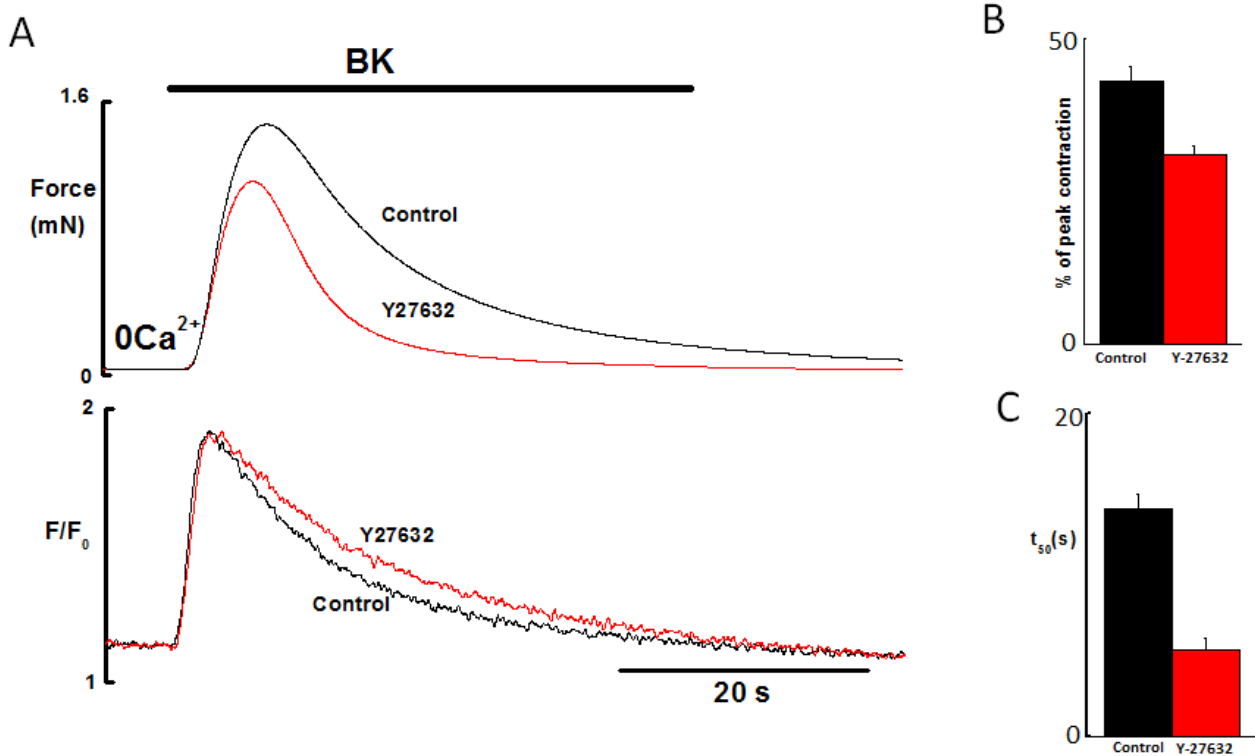 A
BK
1.6
Force
(mN)
Control
Y27632
0Ca²⁺
0
2
F/F₀
Y27632
Control
1
20 s
B
50
% of peak contraction
0
Control Y-27632
C
20
t₅₀(s)
0
Control Y-27632